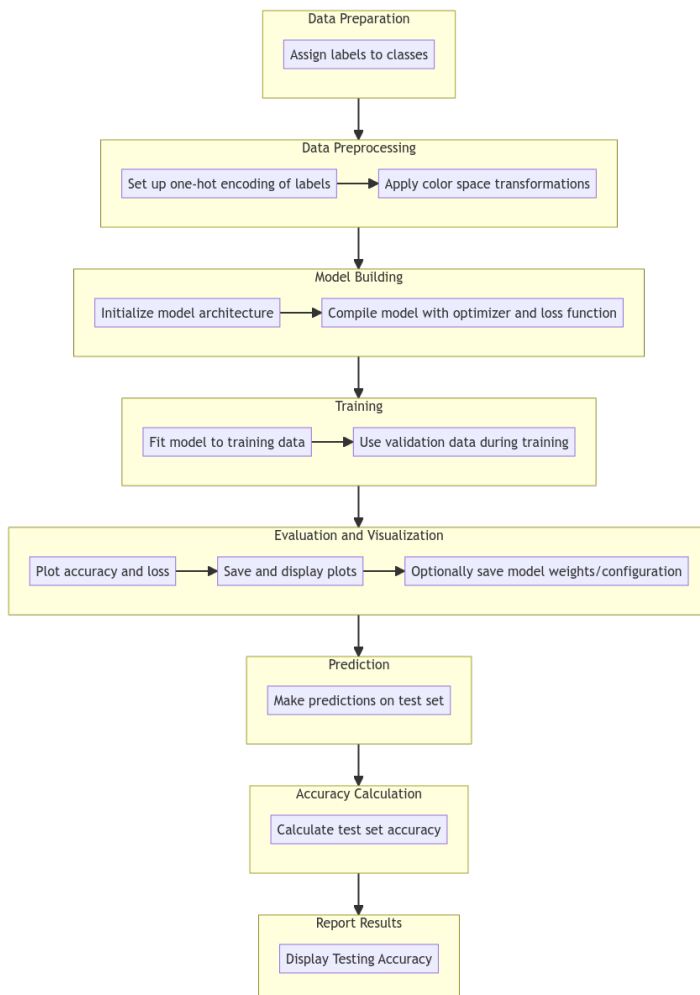 Data Preparation
Assign labels to classes
Data Preprocessing
Set up one-hot encoding of labels
Apply color space transformations
Model Building
Initialize model architecture
Compile model with optimizer and loss function
Training
Fit model to training data
Use validation data during training
Evaluation and Visualization
Plot accuracy and loss
Save and display plots
Optionally save model weights/configuration
Prediction
Make predictions on test set
Accuracy Calculation
Calculate test set accuracy
Report Results
Display Testing Accuracy